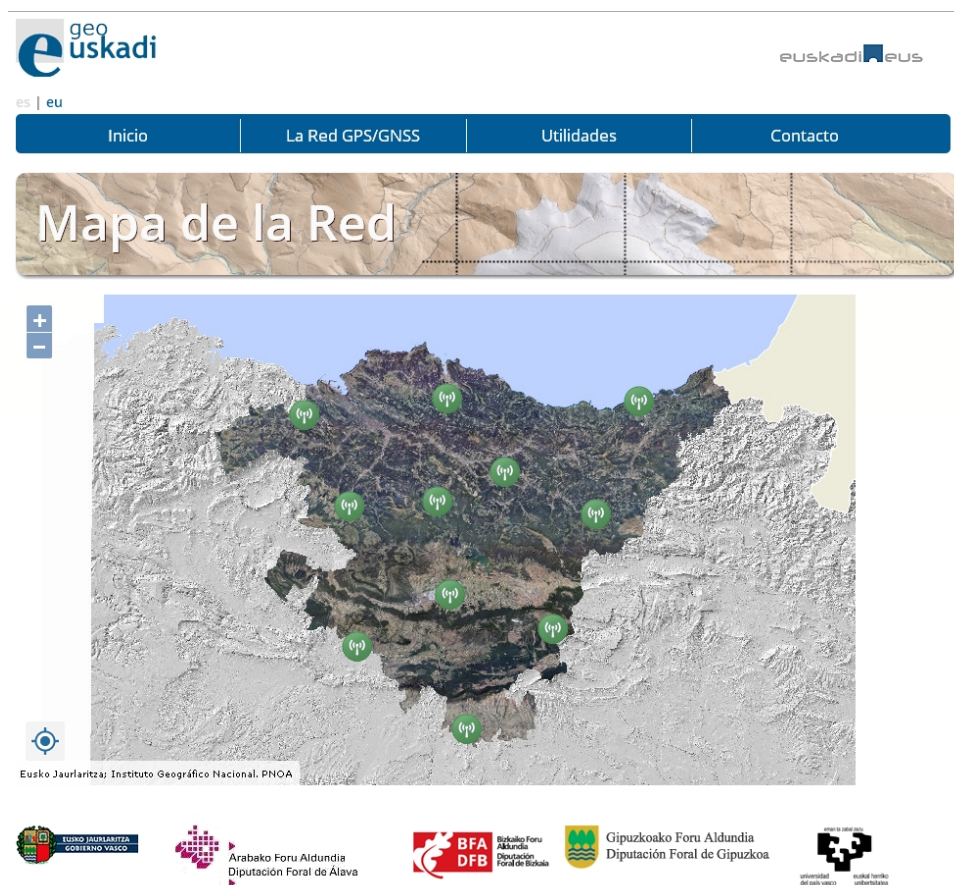 geo
euskadi
euskadi eus
es | eu
Inicio La Red GPS/GNSS Utilidades Contacto
Mapa de la Red
+
−
Eusko Jaurlaritza; Instituto Geográfico Nacional. PNOA
EUSKO JAURLARITZA
GOBIERNO VASCO
Arabako Foru Aldundia
Diputación Foral de Álava
BFA
DFB
Bizkaiko Foru
Aldundia
Diputación
Foral de Bizkaia
Gipuzkoako Foru Aldundia
Diputación Foral de Gipuzkoa
eman ta zabal zazu
universidad
del país vasco
euskal herriko
unibertsitatea